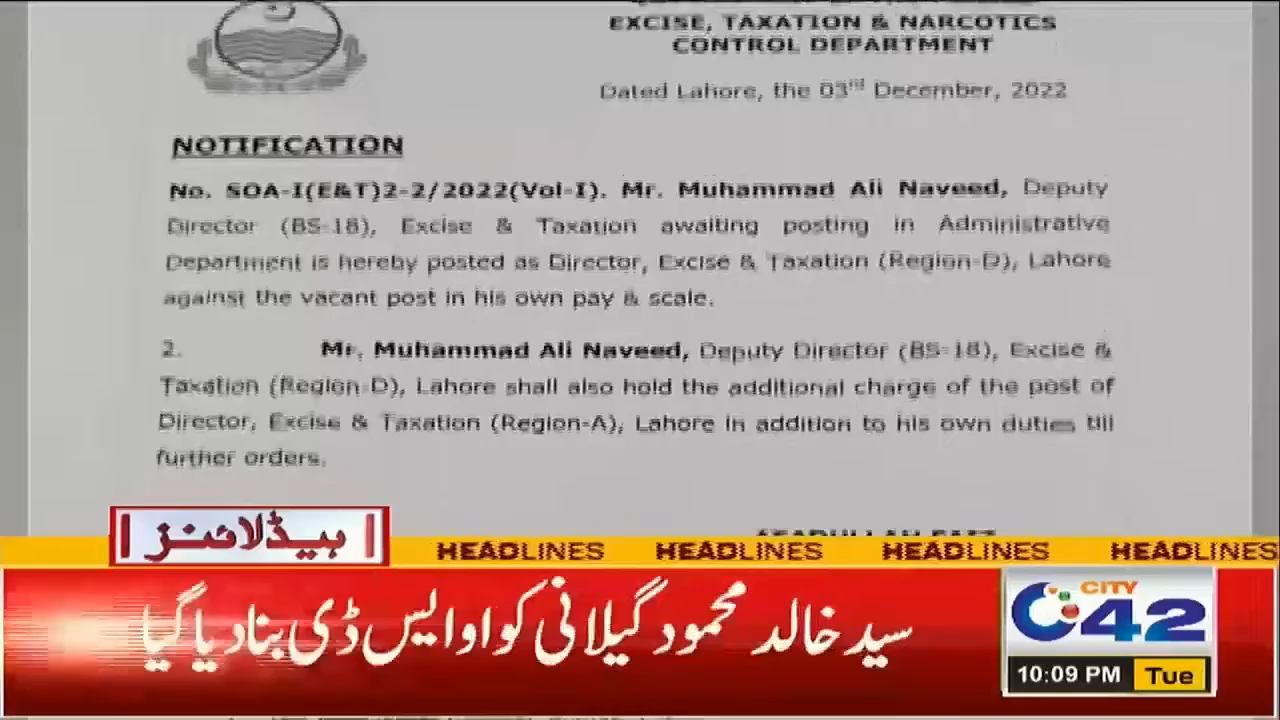 EXCISE, TAXATION & NARCOTICS
CONTROL DEPARTMENT
Dated Lahore, the 03rd December, 2022
NOTIFICATION
No. SOA-I(E&T)2-2/2022(Vol-I). Mr. Muhammad Ali Naveed, Deputy
Director (BS-18), Excise & Taxation awaiting posting in Administrative
Department is hereby posted as Director, Excise & Taxation (Region-D), Lahore
against the vacant post in his own pay & scale.
2. Mr. Muhammad Ali Naveed, Deputy Director (BS-18), Excise &
Taxation (Region-D), Lahore shall also hold the additional charge of the post of
Director, Excise & Taxation (Region-A), Lahore in addition to his own duties till
further orders.
ہیڈلائنز
HEADLINES HEADLINES HEADLINES HEADLINES
سید خالد محمود گیلانی کو او ایس ڈی بنا دیا گیا
CITY
42
10:09 PM Tue